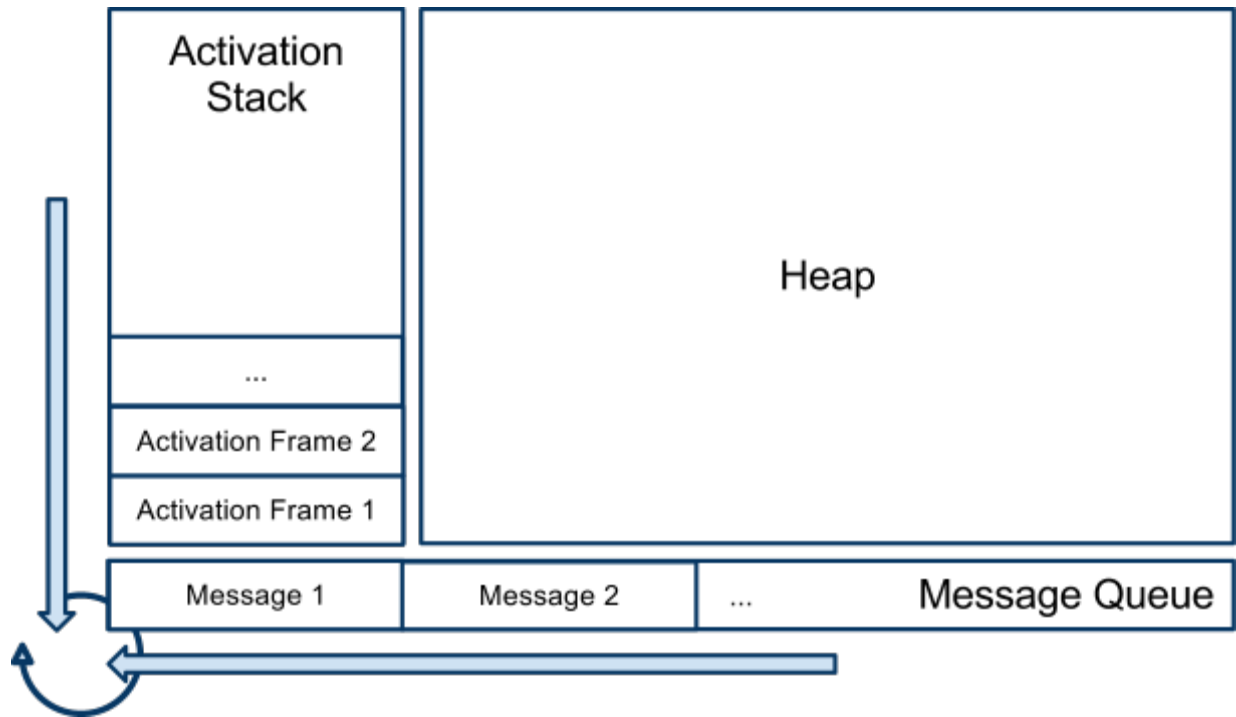 Activation
Stack
Heap
...
Activation Frame 2
Activation Frame 1
Message 1
Message 2
...
Message Queue